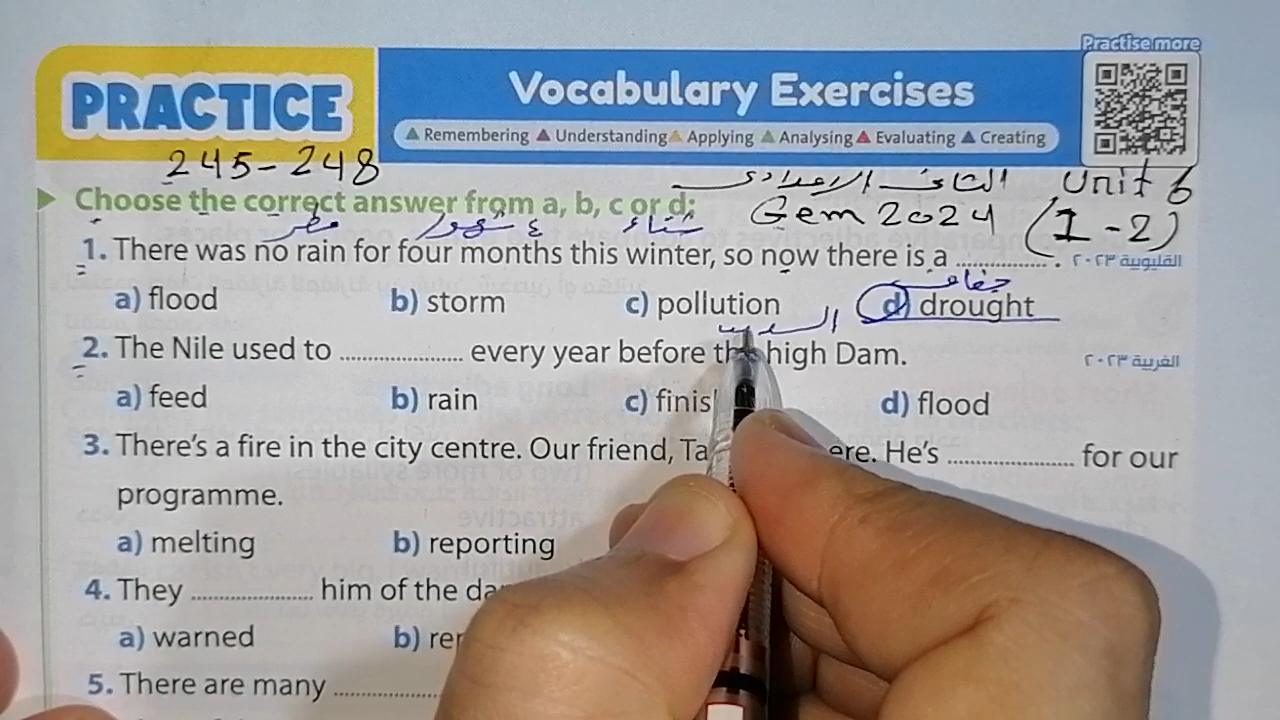 Practise more
PRACTICE
Vocabulary Exercises
Remembering Understanding Applying Analysing Evaluating Creating
245-248
الثانى الاعدادى Unit 6
Choose the correct answer from a, b, c or d: Gem 2024 (1-2)
مطر ٤ شهور شتاء
1. There was no rain for four months this winter, so now there is a .............. . القليوبية ٢٠٢٣
جفاف
a) flood b) storm c) pollution d) drought
السد
2. The Nile used to .................... every year before the high Dam. الغربية ٢٠٢٣
a) feed b) rain c) d) flood
3. There's a fire in the city centre. Our friend, He's .................... for our
programme.
a) melting b) reporting
4. They .................... him of the
a) warned b)
5. There are many ....................